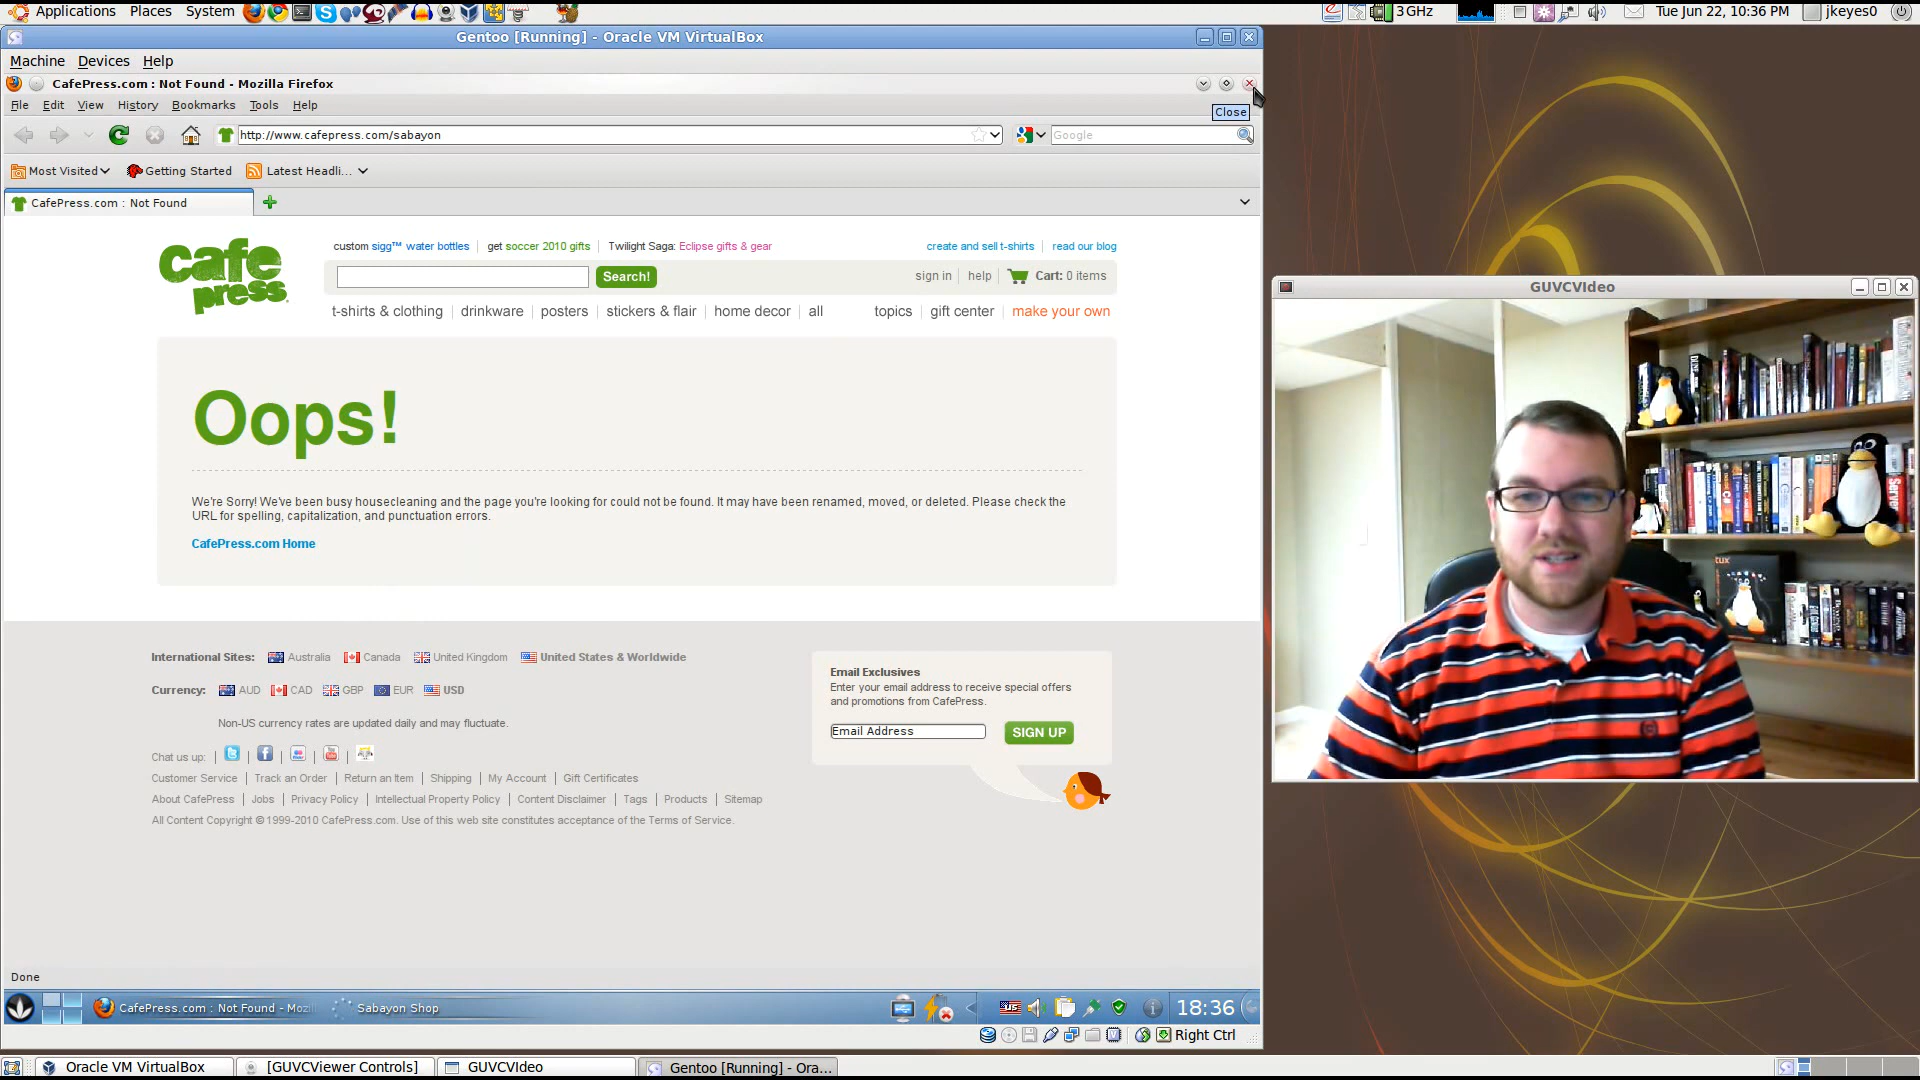 Applications Places System
3 GHz
Tue Jun 22, 10:36 PM
jkeyes0
Gentoo [Running] - Oracle VM VirtualBox
Machine Devices Help
CafePress.com : Not Found - Mozilla Firefox
File Edit View History Bookmarks Tools Help
Close
http://www.cafepress.com/sabayon
Google
Most Visited
Getting Started
Latest Headli...
CafePress.com : Not Found
cafe
press
custom sigg™ water bottles
get soccer 2010 gifts
Twilight Saga: Eclipse gifts & gear
create and sell t-shirts
read our blog
Search!
sign in
help
Cart: 0 items
t-shirts & clothing
drinkware
posters
stickers & flair
home decor
all
topics
gift center
make your own
Oops!
We're Sorry! We've been busy housecleaning and the page you're looking for could not be found. It may have been renamed, moved, or deleted. Please check the
URL for spelling, capitalization, and punctuation errors.
CafePress.com Home
International Sites: Australia Canada United Kingdom United States & Worldwide
Currency: AUD CAD GBP EUR USD
Non-US currency rates are updated daily and may fluctuate.
Chat us up:
Customer Service Track an Order Return an Item Shipping My Account Gift Certificates
About CafePress Jobs Privacy Policy Intellectual Property Policy Content Disclaimer Tags Products Sitemap
All Content Copyright © 1999-2010 CafePress.com. Use of this web site constitutes acceptance of the Terms of Service.
Email Exclusives
Enter your email address to receive special offers
and promotions from CafePress.
Email Address
SIGN UP
Done
CafePress.com : Not Found - Mozi
Sabayon Shop
US
18:36
Right Ctrl
GUVCVIdeo
tux
Oracle VM VirtualBox
[GUVCViewer Controls]
GUVCVIdeo
Gentoo [Running] - Ora...